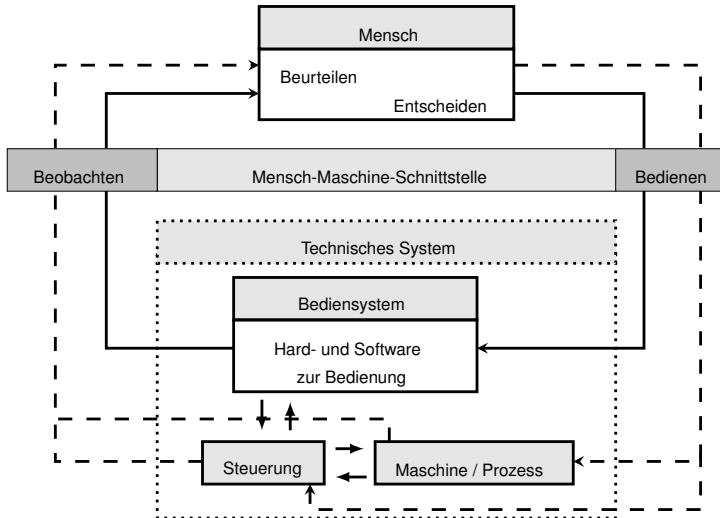 Mensch
Beurteilen
Entscheiden
Beobachten
Mensch-Maschine-Schnittstelle
Bedienen
Technisches System
Bediensystem
Hard- und Software
zur Bedienung
Steuerung
Maschine / Prozess